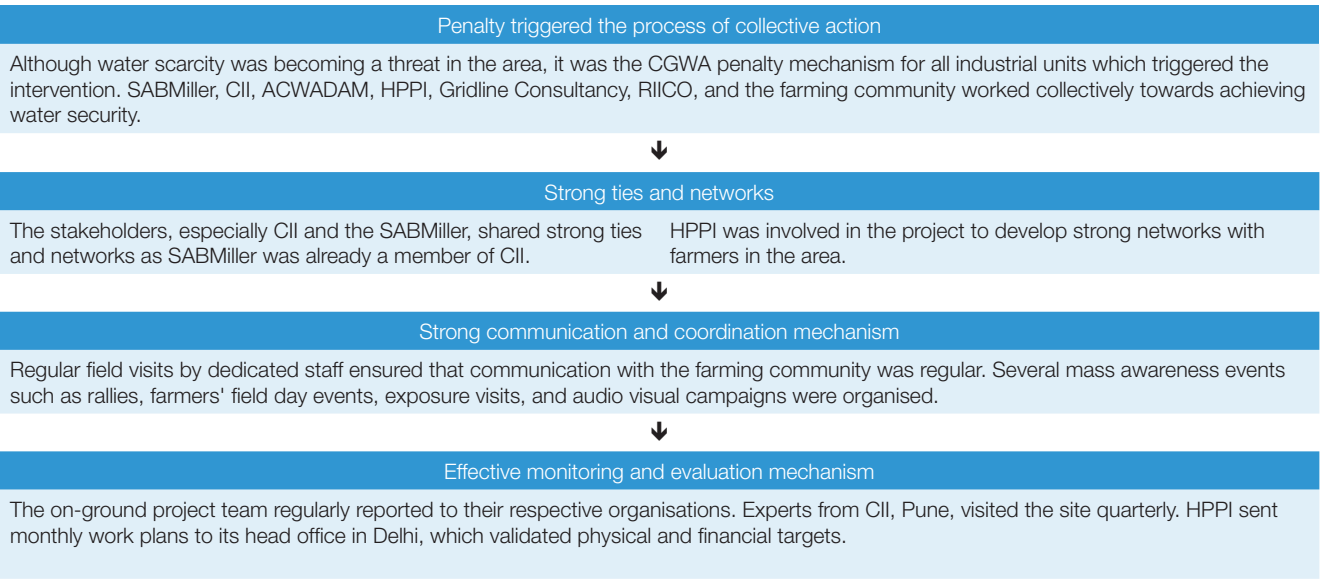 Penalty triggered the process of collective action
Although water scarcity was becoming a threat in the area, it was the CGWA penalty mechanism for all industrial units which triggered the
intervention. SABMiller, CII, ACWADAM, HPPI, Gridline Consultancy, RIICO, and the farming community worked collectively towards achieving
water security.
Strong ties and networks
The stakeholders, especially CII and the SABMiller, shared strong ties
and networks as SABMiller was already a member of CII.
HPPI was involved in the project to develop strong networks with
farmers in the area.
Strong communication and coordination mechanism
Regular field visits by dedicated staff ensured that communication with the farming community was regular. Several mass awareness events
such as rallies, farmers' field day events, exposure visits, and audio visual campaigns were organised.
Effective monitoring and evaluation mechanism
The on-ground project team regularly reported to their respective organisations. Experts from CII, Pune, visited the site quarterly. HPPI sent
monthly work plans to its head office in Delhi, which validated physical and financial targets.